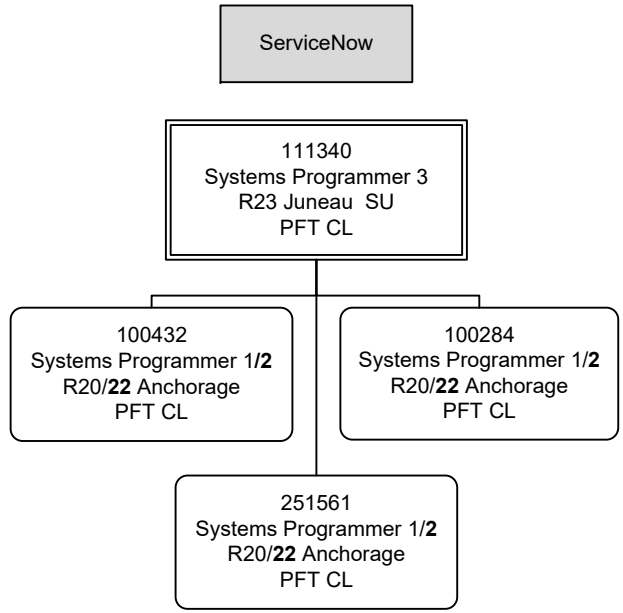 ServiceNow
111340
Systems Programmer 3
R23 Juneau  SU
PFT CL
100432
Systems Programmer 1/2
R20/22 Anchorage
PFT CL
100284
Systems Programmer 1/2
R20/22 Anchorage
PFT CL
251561
Systems Programmer 1/2
R20/22 Anchorage
PFT CL